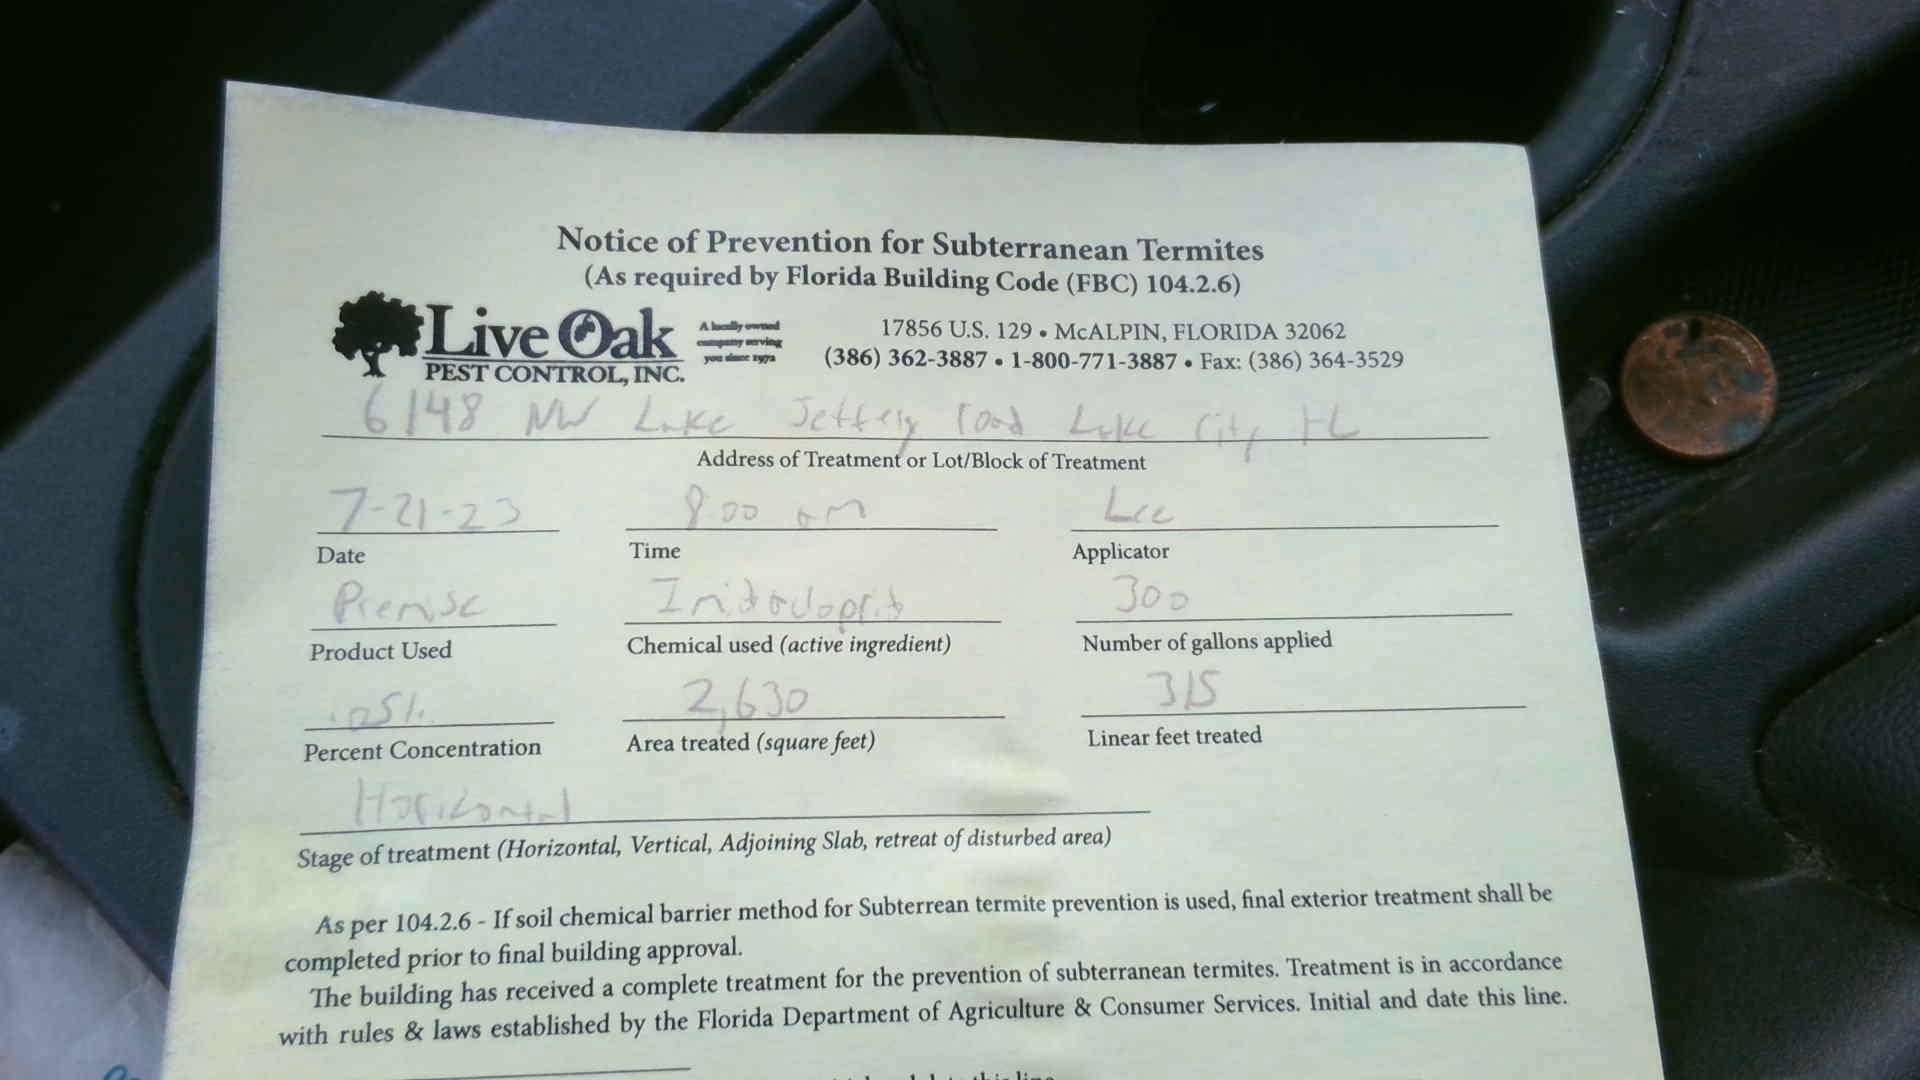 Notice of Prevention for Subterranean Termites
(As required by Florida Building Code (FBC) 104.2.6)
Live Oak
PEST CONTROL, INC.
A locally owned
company serving
you since 1972
17856 U.S. 129 • McALPIN, FLORIDA 32062
(386) 362-3887 • 1-800-771-3887 • Fax: (386) 364-3529
6148 NW Lake Jeffery road Lake City FL
Address of Treatment or Lot/Block of Treatment
7-21-23 8:00 am Lee
Date Time Applicator
Premise Imidacloprid 300
Product Used Chemical used (active ingredient) Number of gallons applied
2,630 315
Percent Concentration Area treated (square feet) Linear feet treated
Horizontal
Stage of treatment (Horizontal, Vertical, Adjoining Slab, retreat of disturbed area)
As per 104.2.6 - If soil chemical barrier method for Subterrean termite prevention is used, final exterior treatment shall be
completed prior to final building approval.
The building has received a complete treatment for the prevention of subterranean termites. Treatment is in accordance
with rules & laws established by the Florida Department of Agriculture & Consumer Services. Initial and date this line.